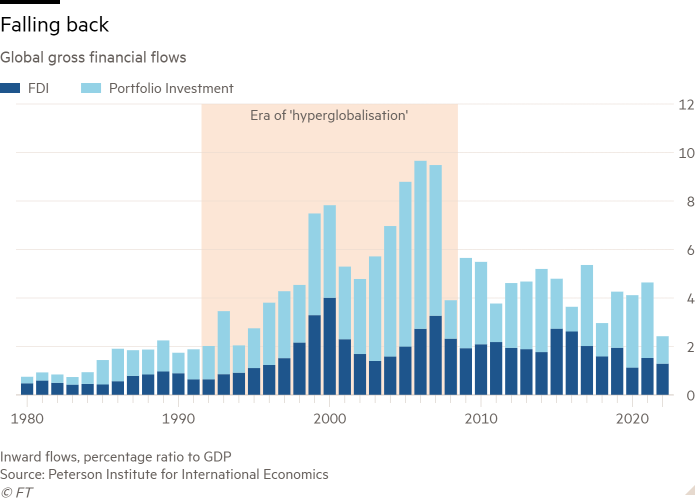 Falling back
Global gross financial flows
FDI Portfolio Investment
Era of 'hyperglobalisation'
12
10
8
6
4
2
0
1980 1990 2000 2010 2020
Inward flows, percentage ratio to GDP
Source: Peterson Institute for International Economics
© FT